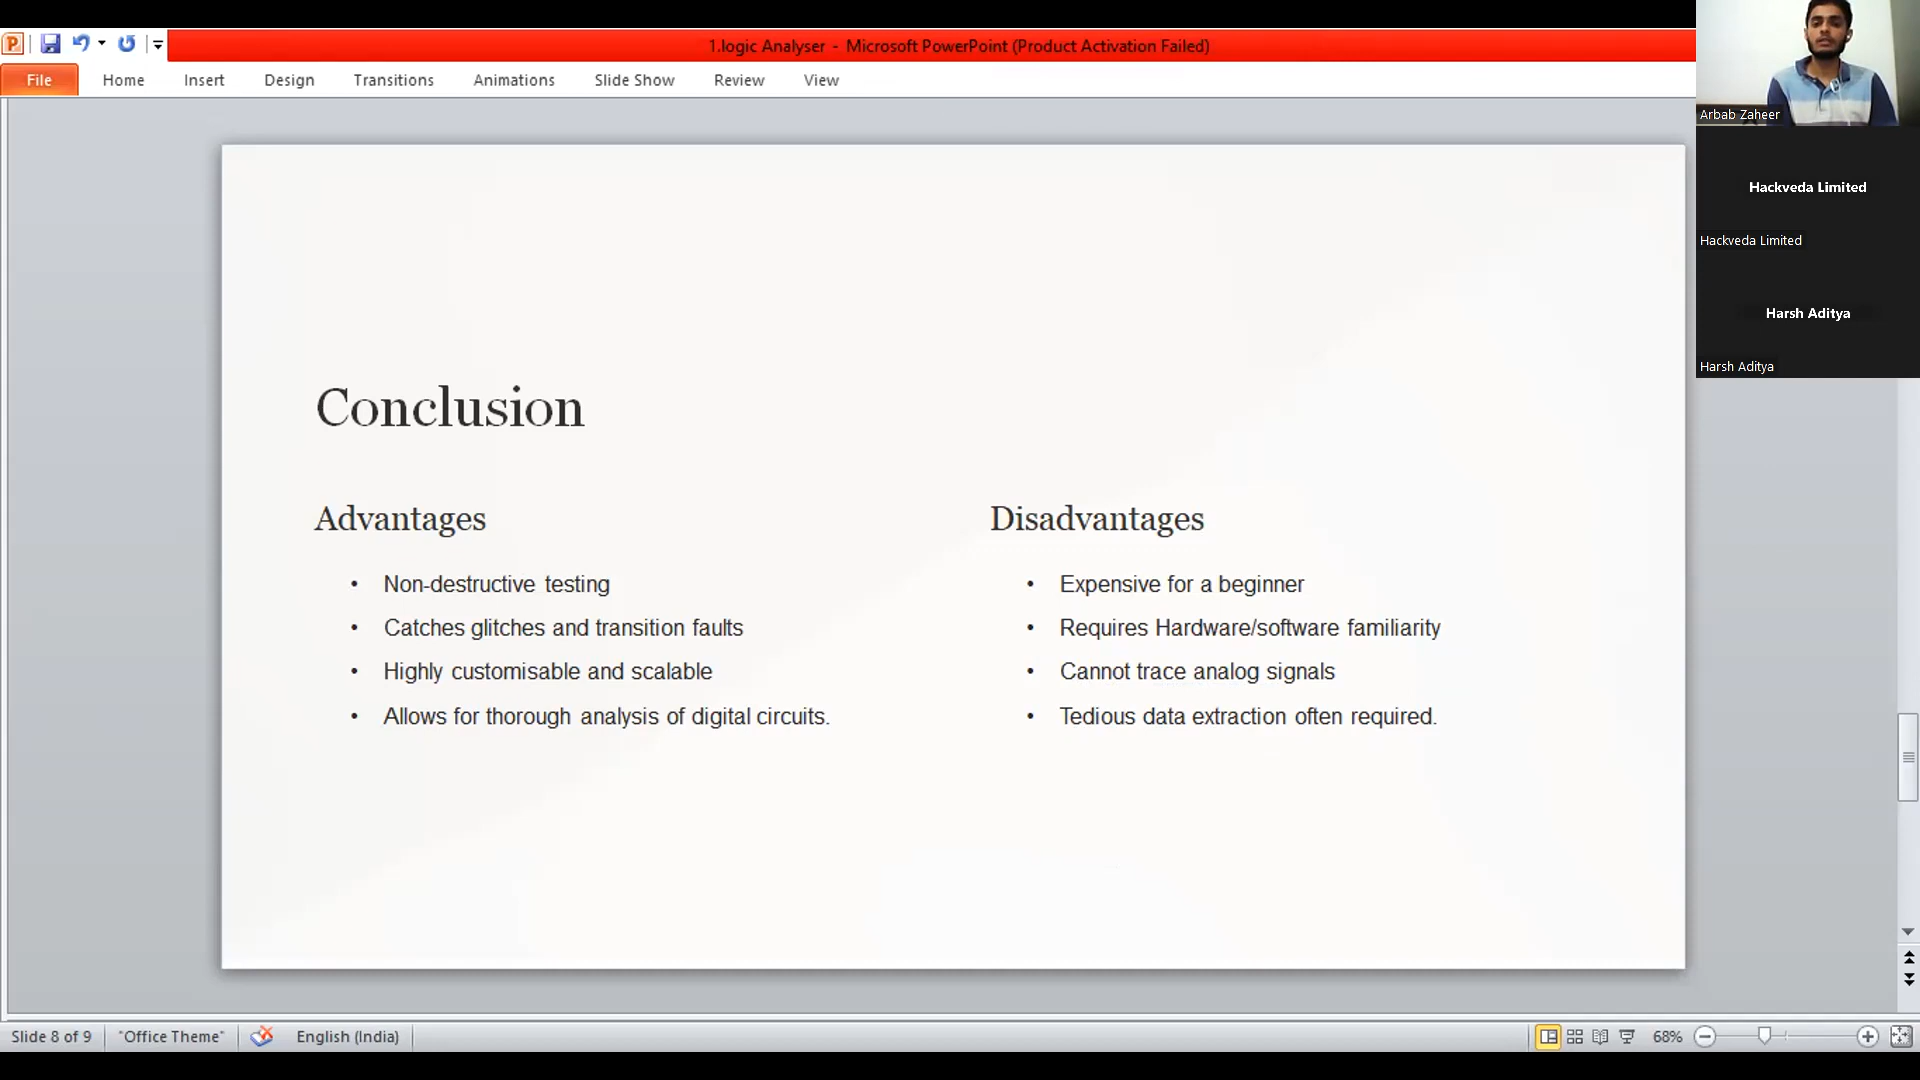 1.logic Analyser - Microsoft PowerPoint (Product Activation Failed)
File Home Insert Design Transitions Animations Slide Show Review View
Arbab Zaheer
Hackveda Limited
Hackveda Limited
Harsh Aditya
Harsh Aditya
Conclusion
Advantages
• Non-destructive testing
• Catches glitches and transition faults
• Highly customisable and scalable
• Allows for thorough analysis of digital circuits.
Disadvantages
• Expensive for a beginner
• Requires Hardware/software familiarity
• Cannot trace analog signals
• Tedious data extraction often required.
Slide 8 of 9 "Office Theme" English (India) 68%